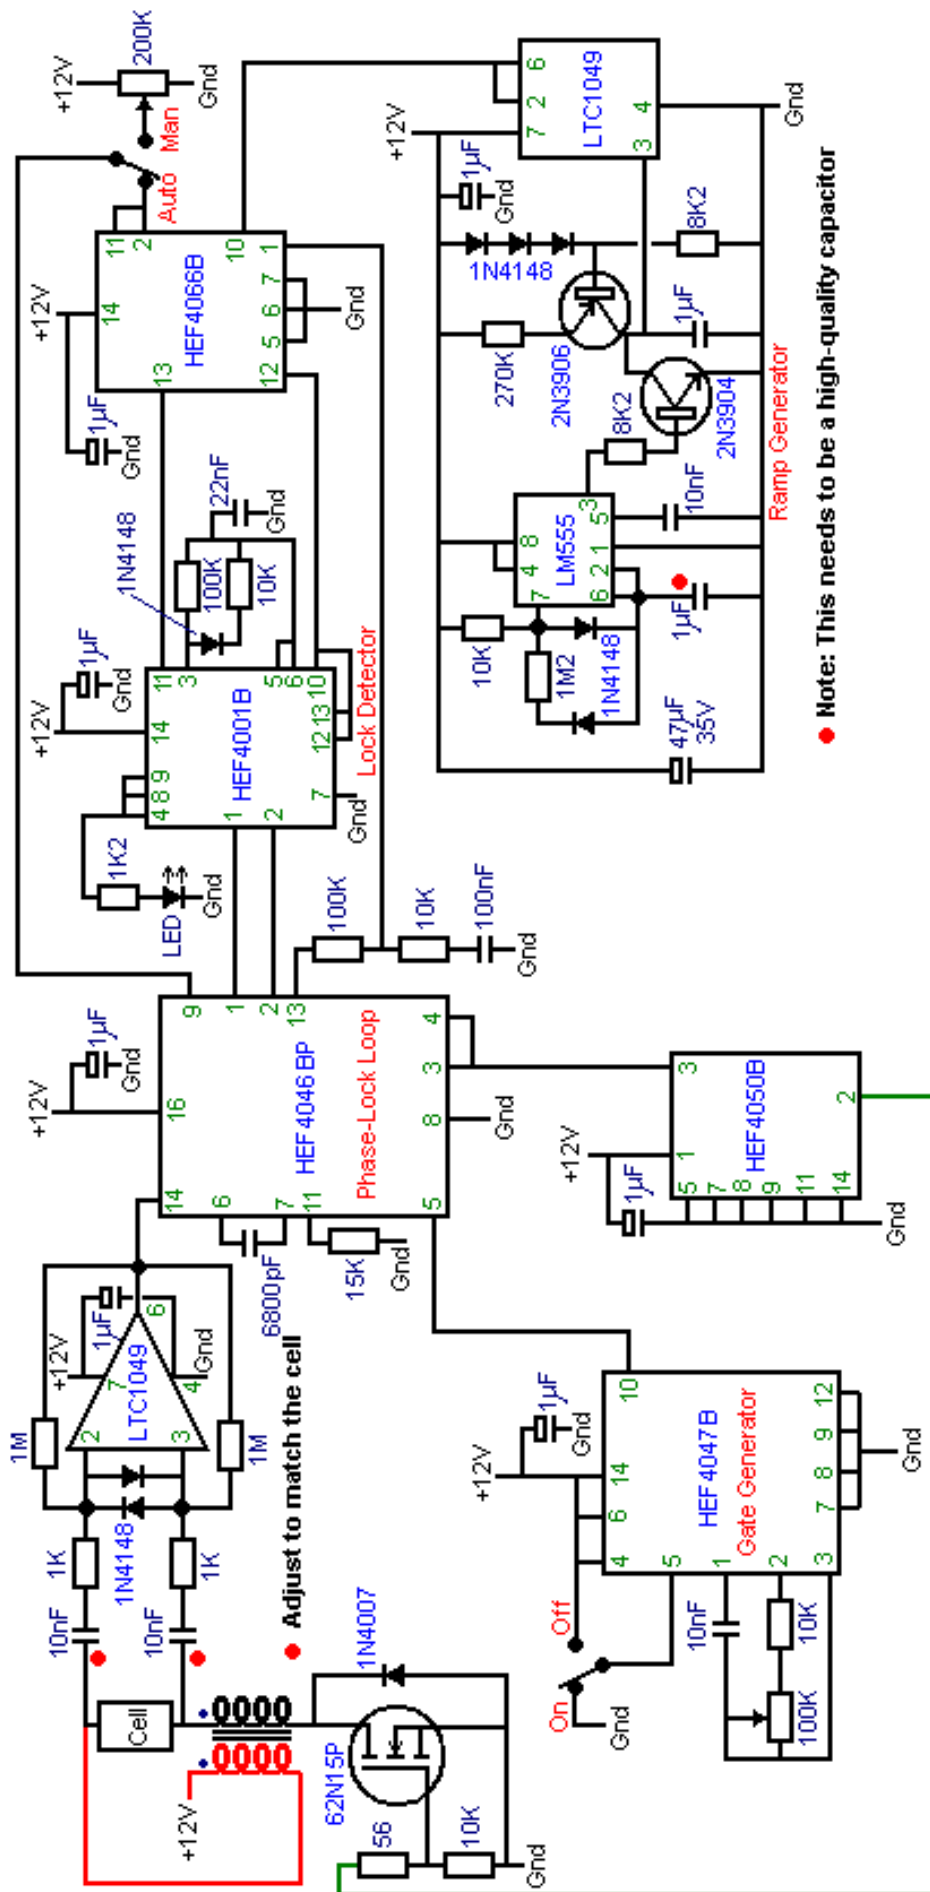 +12V
Cell
10nF
1K
1N4148
10nF
1K
1M
2
3
LTC1049
7
4
6
+12V
1µF
Gnd
1M
Adjust to match the cell
62N15P
1N4007
56
10K
Gnd
14
6
7
11
5
16
HEF4046 BP
Phase-Lock Loop
8
3
4
9
1
2
13
+12V
1µF
Gnd
6800pF
15K
Gnd
Gnd
100K
10K
100nF
Gnd
1K2
LED
Gnd
4
8
9
1
2
7
14
HEF4001B
12
13
11
3
5
6
10
+12V
1µF
Gnd
Gnd
Lock Detector
1N4148
100K
10K
22nF
Gnd
+12V
1µF
Gnd
13
14
HEF4066B
12
5
6
7
11
2
10
1
Gnd
Auto
Man
+12V
200K
Gnd
On
Off
Gnd
+12V
1µF
Gnd
4
6
14
5
1
2
3
HEF4047B
Gate Generator
10
7
8
9
12
10nF
100K
10K
Gnd
+12V
1µF
1
3
5
7
8
9
11
14
HEF4050B
2
Gnd
47µF
35V
10K
1M2
1N4148
1µF
7
4
8
LM555
6
2
1
5
3
10nF
8K2
270K
2N3906
2N3904
1N4148
1µF
Gnd
1µF
8K2
+12V
7
2
6
LTC1049
3
4
Gnd
Ramp Generator
Note: This needs to be a high-quality capacitor